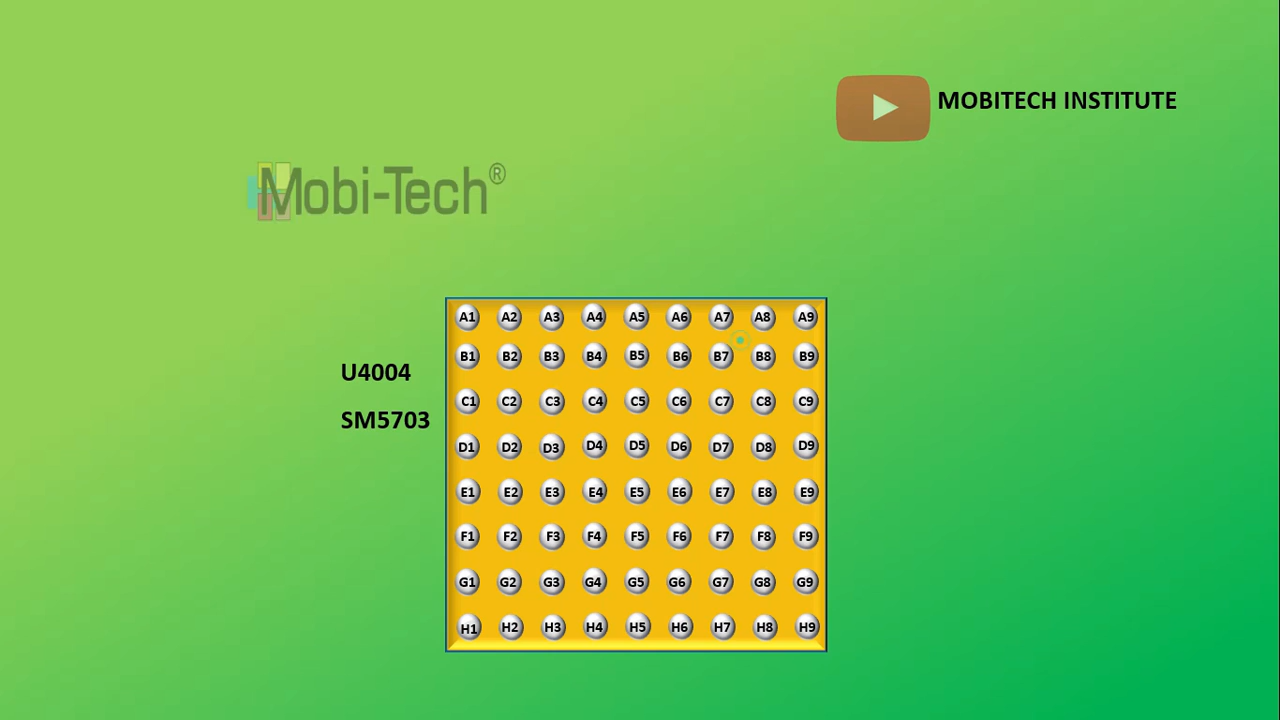 MOBITECH INSTITUTE
Mobi-Tech®
A1 A2 A3 A4 A5 A6 A7 A8 A9
B1 B2 B3 B4 B5 B6 B7 B8 B9
U4004
C1 C2 C3 C4 C5 C6 C7 C8 C9
SM5703
D1 D2 D3 D4 D5 D6 D7 D8 D9
E1 E2 E3 E4 E5 E6 E7 E8 E9
F1 F2 F3 F4 F5 F6 F7 F8 F9
G1 G2 G3 G4 G5 G6 G7 G8 G9
H1 H2 H3 H4 H5 H6 H7 H8 H9